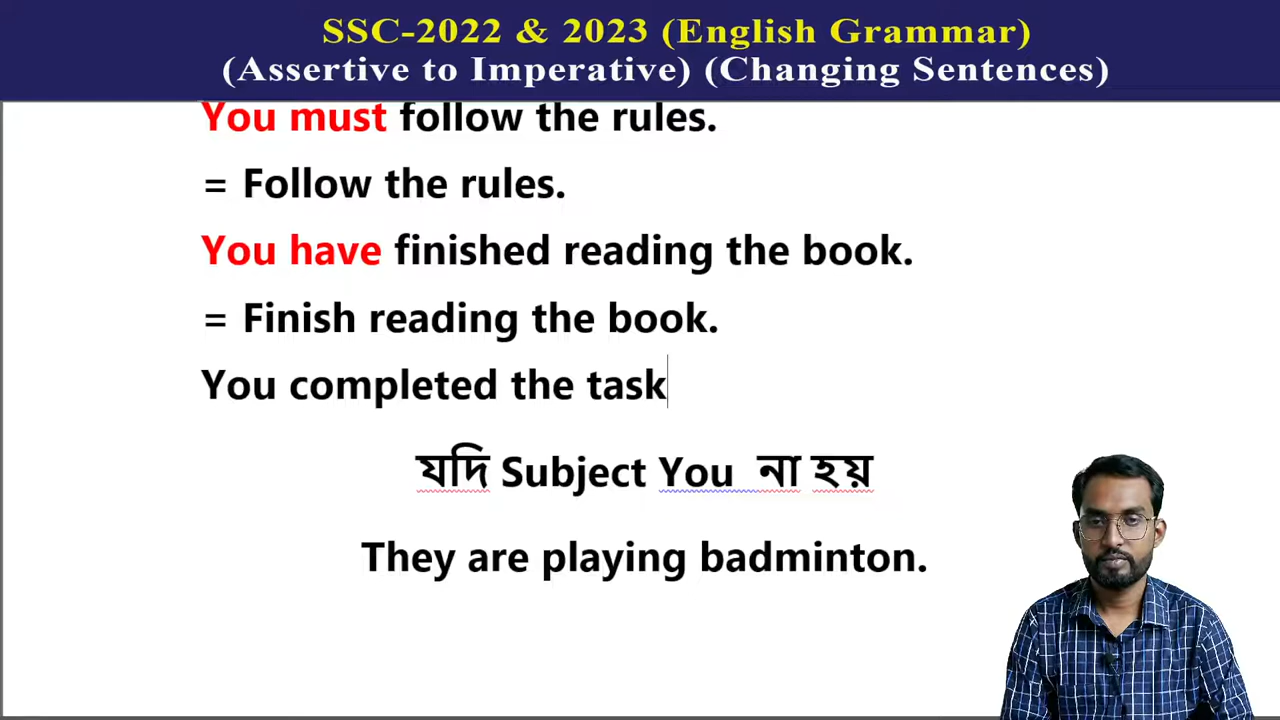 SSC-2022 & 2023 (English Grammar)
(Assertive to Imperative) (Changing Sentences)
You must follow the rules.
= Follow the rules.
You have finished reading the book.
= Finish reading the book.
You completed the task
যদি Subject You না হয়
They are playing badminton.